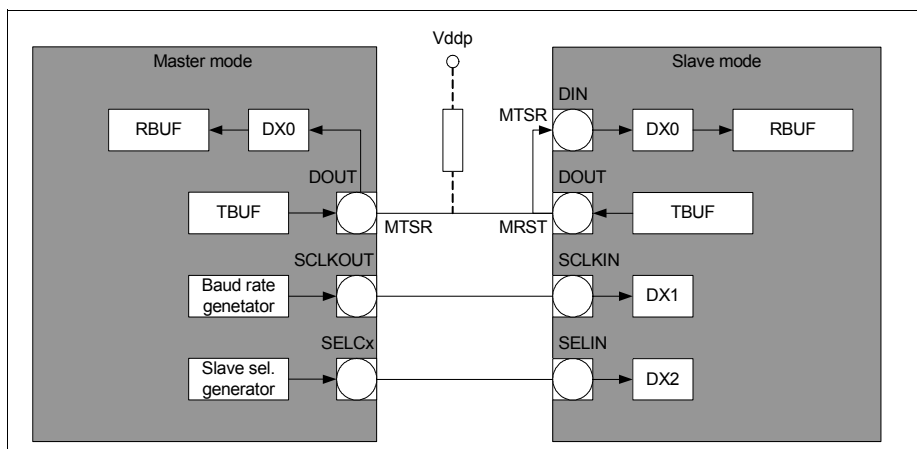 Vddp
Master mode
Slave mode
DIN
MTSR
RBUF
DX0
DX0
RBUF
DOUT
DOUT
TBUF
TBUF
MTSR
MRST
SCLKOUT
SCLKIN
Baud rate
genetator
DX1
SELCx
SELIN
Slave sel.
generator
DX2